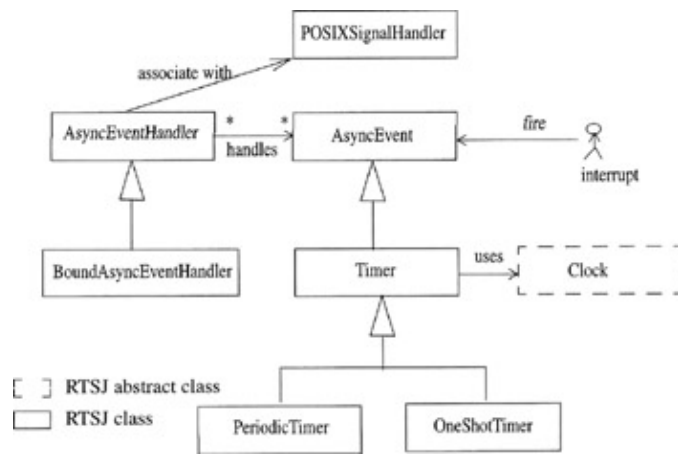 POSIXSignalHandler
associate with
AsyncEventHandler
*
*
handles
AsyncEvent
fire
interrupt
BoundAsyncEventHandler
Timer
uses
Clock
RTSJ abstract class
RTSJ class
PeriodicTimer
OneShotTimer